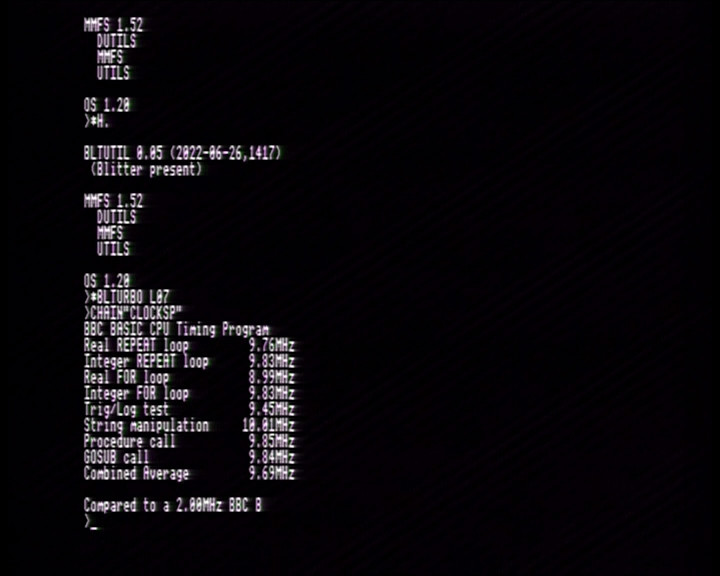 MMFS 1.52
DUTILS
MMFS
UTILS
OS 1.20
>*H.
BLTUTIL 0.05 (2022-06-26,1417)
(Blitter present)
MMFS 1.52
DUTILS
MMFS
UTILS
OS 1.20
>*BLTURBO L07
>CHAIN"CLOCKSP"
BBC BASIC CPU Timing Program
Real REPEAT loop 9.76MHz
Integer REPEAT loop 9.83MHz
Real FOR loop 8.99MHz
Integer FOR loop 9.83MHz
Trig/Log test 9.45MHz
String manipulation 10.01MHz
Procedure call 9.85MHz
GOSUB call 9.84MHz
Combined Average 9.69MHz
Compared to a 2.00MHz BBC B
>_